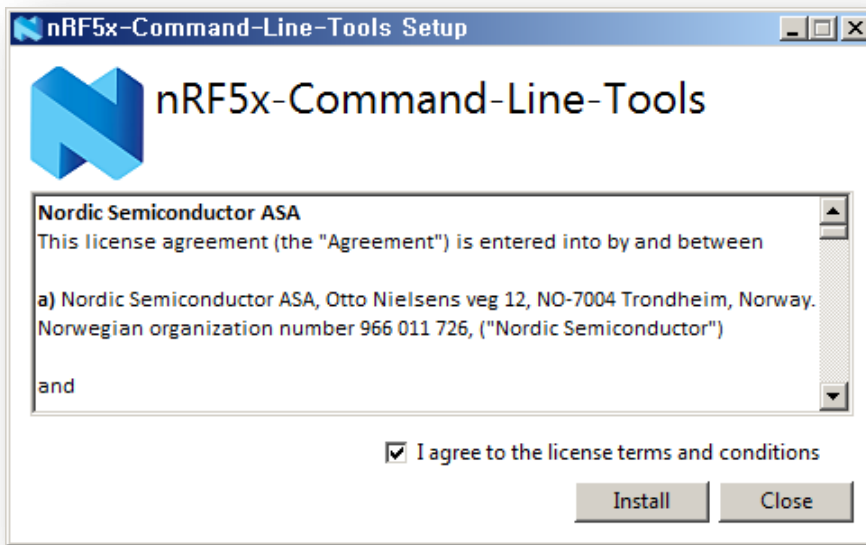 nRF5x-Command-Line-Tools Setup
nRF5x-Command-Line-Tools
Nordic Semiconductor ASA
This license agreement (the "Agreement") is entered into by and between
a) Nordic Semiconductor ASA, Otto Nielsens veg 12, NO-7004 Trondheim, Norway.
Norwegian organization number 966 011 726, ("Nordic Semiconductor")
and
I agree to the license terms and conditions
Install Close